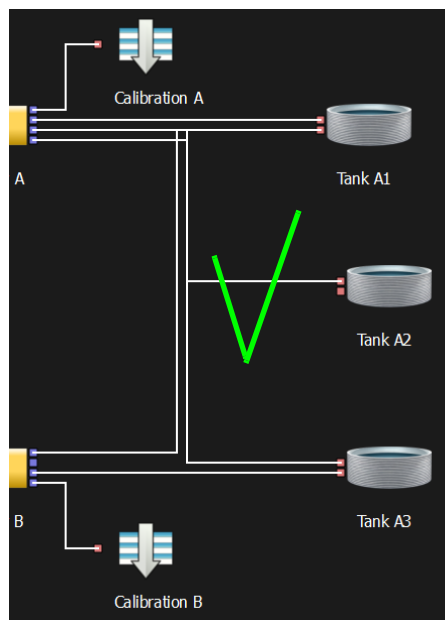 Calibration A
A
Tank A1
Tank A2
B
Tank A3
Calibration B